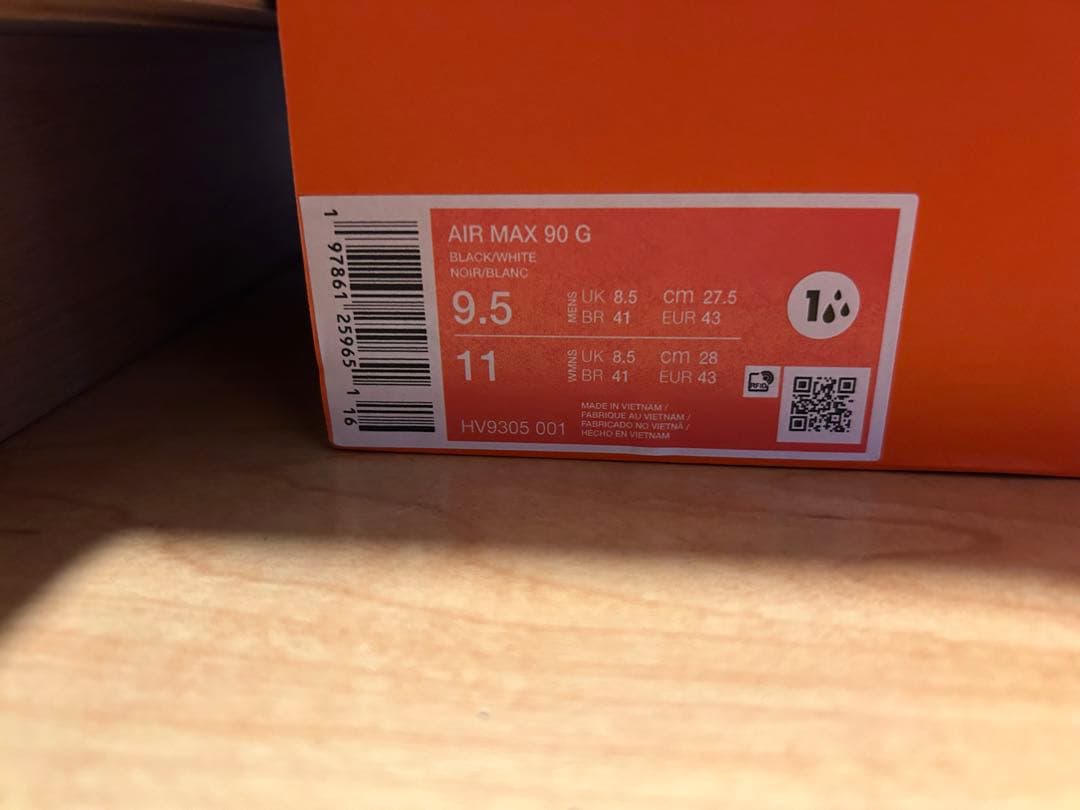 AIR MAX 90 G
BLACK/WHITE
NOIR/BLANC
9.5
MENS
UK 8.5 cm 27.5
BR 41 EUR 43
11
WMNS
UK 8.5 cm 28
BR 41 EUR 43
HV9305 001
MADE IN VIETNAM /
FABRIQUE AU VIETNAM /
FABRICADO NO VIETNÃ /
HECHO EN VIETNAM
1
RFID
1 97861 25965 1 16